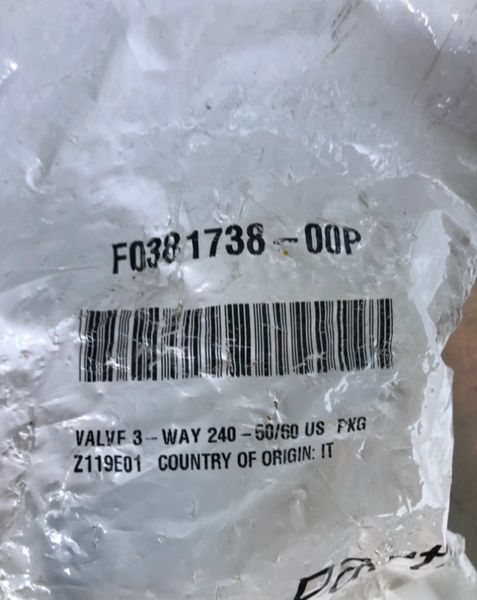 F0381738-00P
VALVE 3-WAY 240-50/60 US PKG
Z119E01 COUNTRY OF ORIGIN: IT